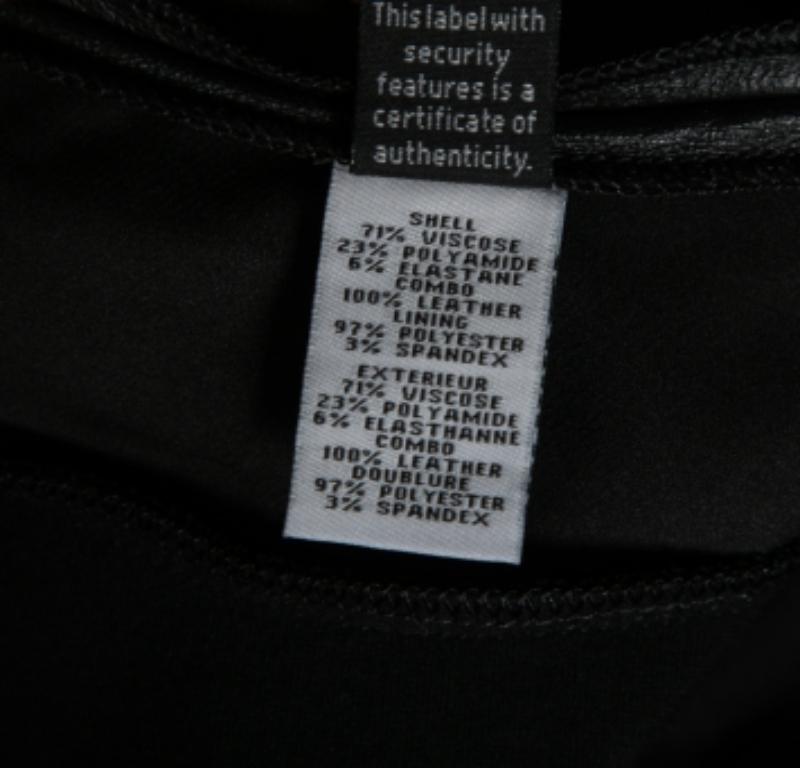 This label with
security
features is a
certificate of
authenticity.
SHELL
71% VISCOSE
23% POLYAMIDE
6% ELASTANE
COMBO
100% LEATHER
LINING
97% POLYESTER
3% SPANDEX
EXTERIEUR
71% VISCOSE
23% POLYAMIDE
6% ELASTHANNE
COMBO
100% LEATHER
DOUBLURE
97% POLYESTER
3% SPANDEX